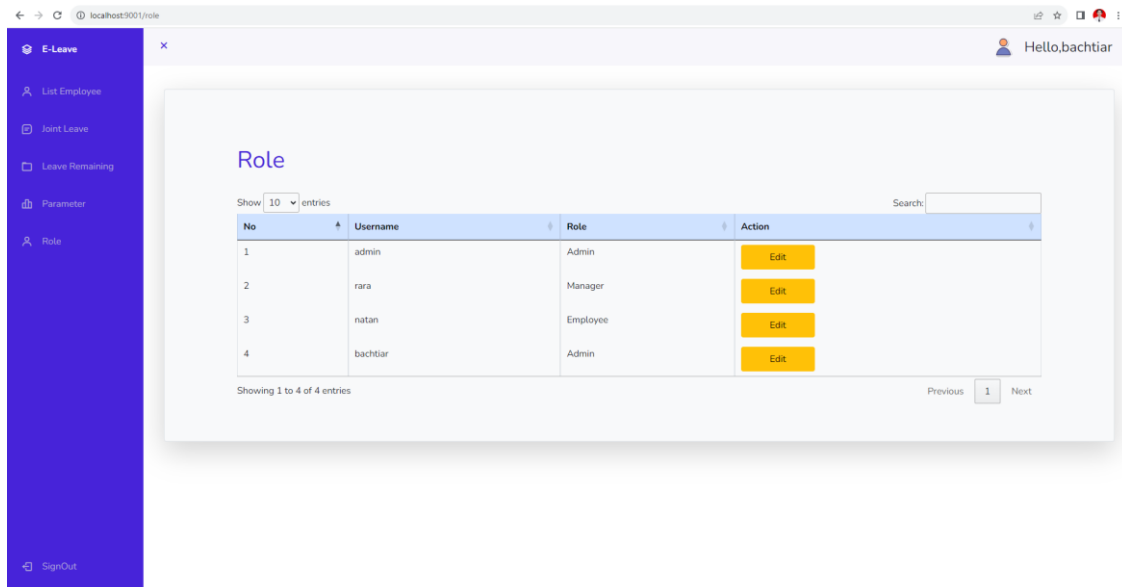 localhost:9001/role
E-Leave
Hello,bachtiar
List Employee
Joint Leave
Leave Remaining
Parameter
Role
SignOut
Role
Show 10 entries
Search:
No Username Role Action
1 admin Admin Edit
2 rara Manager Edit
3 natan Employee Edit
4 bachtiar Admin Edit
Showing 1 to 4 of 4 entries
Previous 1 Next